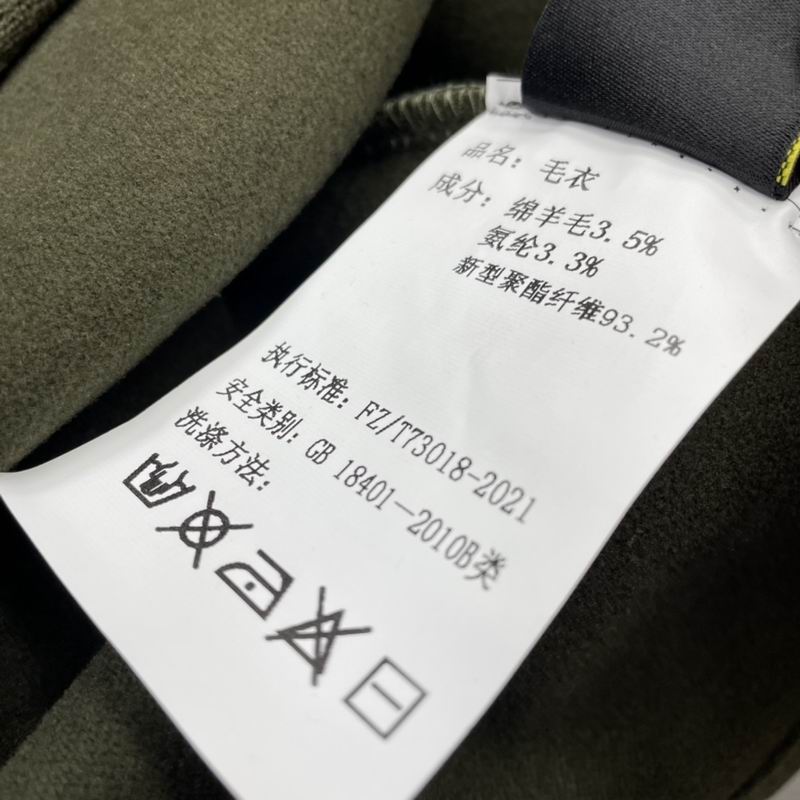 品名：毛衣
成分：绵羊毛3.5%
氨纶3.3%
新型聚酯纤维93.2%
执行标准：FZ/T73018-2021
安全类别：GB 18401—2010B类
洗涤方法：